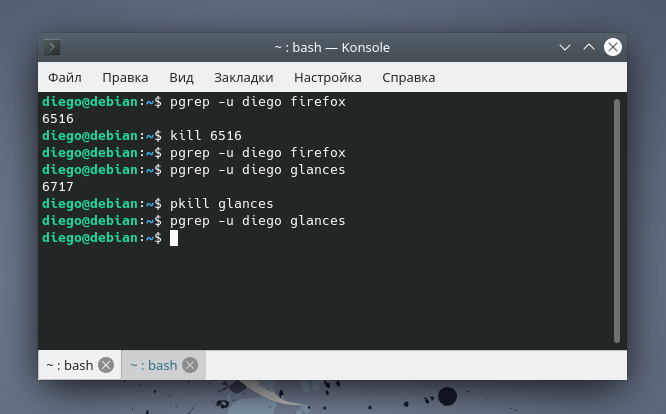 ~ : bash — Konsole
Файл Правка Вид Закладки Настройка Справка
diego@debian:~$ pgrep -u diego firefox
6516
diego@debian:~$ kill 6516
diego@debian:~$ pgrep -u diego firefox
diego@debian:~$ pgrep -u diego glances
6717
diego@debian:~$ pkill glances
diego@debian:~$ pgrep -u diego glances
diego@debian:~$
~ : bash ~ : bash